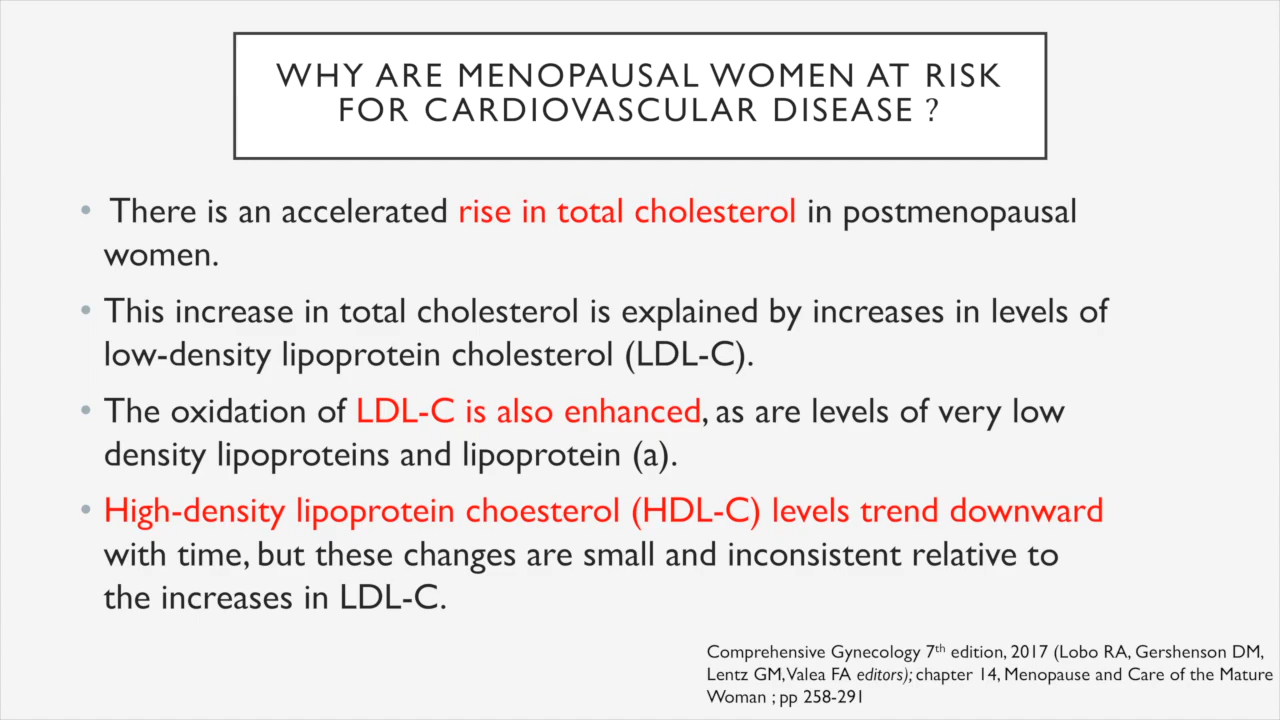 WHY ARE MENOPAUSAL WOMEN AT RISK
FOR CARDIOVASCULAR DISEASE ?
• There is an accelerated rise in total cholesterol in postmenopausal
women.
• This increase in total cholesterol is explained by increases in levels of
low-density lipoprotein cholesterol (LDL-C).
• The oxidation of LDL-C is also enhanced, as are levels of very low
density lipoproteins and lipoprotein (a).
• High-density lipoprotein choesterol (HDL-C) levels trend downward
with time, but these changes are small and inconsistent relative to
the increases in LDL-C.
Comprehensive Gynecology 7th edition, 2017 (Lobo RA, Gershenson DM,
Lentz GM, Valea FA editors); chapter 14, Menopause and Care of the Mature
Woman ; pp 258-291